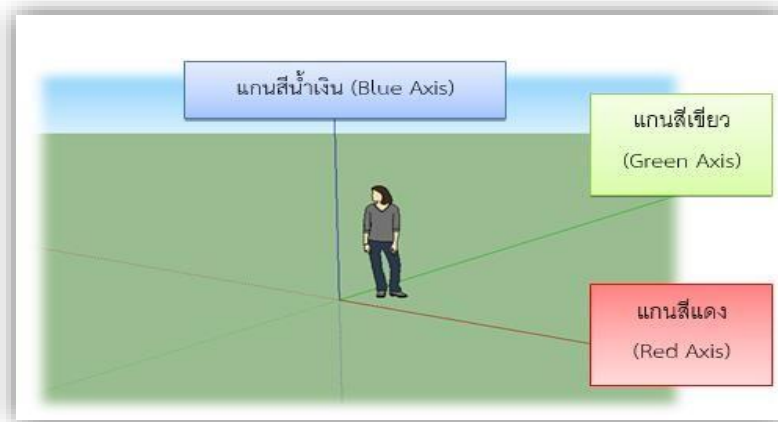 แกนสีน้ำเงิน (Blue Axis)
แกนสีเขียว
(Green Axis)
แกนสีแดง
(Red Axis)